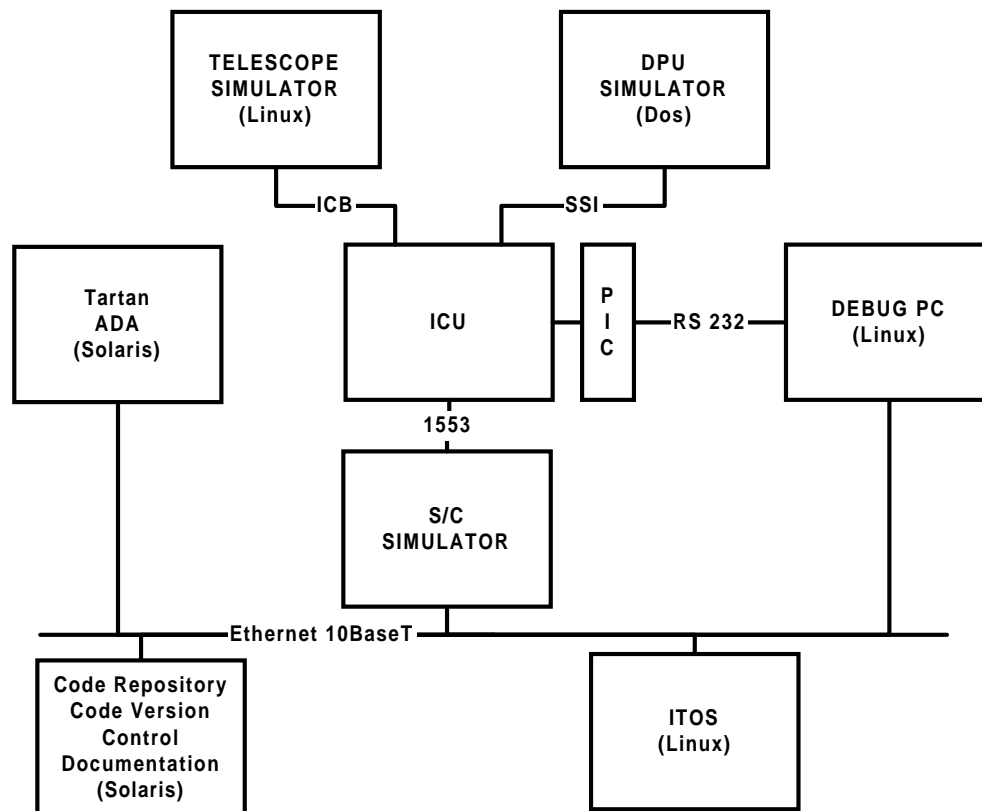 TELESCOPE
SIMULATOR
(Linux)
DPU
SIMULATOR
(Dos)
ICB
SSI
Tartan
ADA
(Solaris)
ICU
P
I
C
RS 232
DEBUG PC
(Linux)
1553
S/C
SIMULATOR
Ethernet 10BaseT
Code Repository
Code Version
Control
Documentation
(Solaris)
ITOS
(Linux)